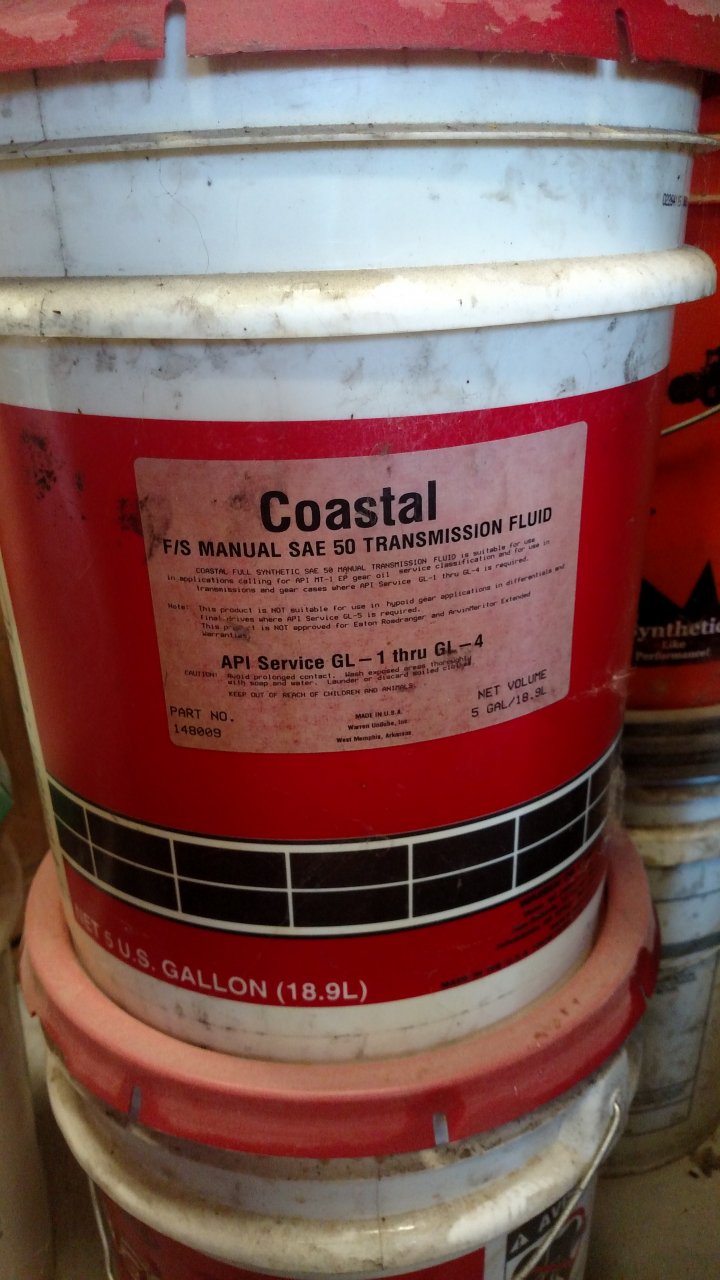 Coastal
F/S MANUAL SAE 50 TRANSMISSION FLUID
COASTAL FULL SYNTHETIC SAE 50 MANUAL TRANSMISSION FLUID is suitable for use
in applications calling for API MT-1 EP gear oil service classification and for use in
transmissions and gear cases where API Service GL-1 thru GL-4 is required.
Note: This product is NOT suitable for use in hypoid gear applications in differentials and
final drives where API Service GL-5 is required.
This product is NOT approved for Eaton Roadranger and ArvinMeritor Extended
Warranties.
API Service GL-1 thru GL-4
CAUTION: Avoid prolonged contact. Wash exposed areas thoroughly
with soap and water. Launder or discard soiled
KEEP OUT OF REACH OF CHILDREN AND ANIMALS.
PART NO.
148009
MADE IN U.S.A.
Warren Unilube, Inc.
West Memphis, Arkansas
NET VOLUME
5 GAL/18.9L
NET 5 U.S. GALLON (18.9L)
ynthetic
Like
Performance!